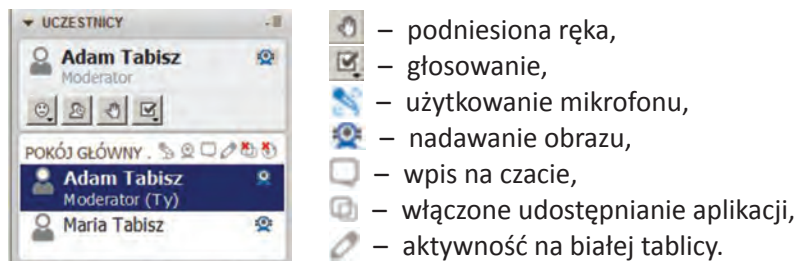 UCZESTNICY
Adam Tabisz
Moderator
POKÓJ GŁÓWNY .
Adam Tabisz
Moderator (Ty)
Maria Tabisz
– podniesiona ręka,
– głosowanie,
– użytkowanie mikrofonu,
– nadawanie obrazu,
– wpis na czacie,
– włączone udostępnianie aplikacji,
– aktywność na białej tablicy.